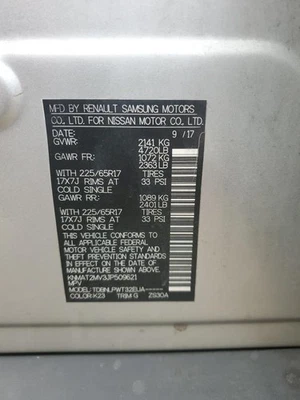 MFD BY RENAULT SAMSUNG MOTORS
CO., LTD. FOR NISSAN MOTOR CO., LTD.
DATE: 9 /17
GVWR: 2141 KG
4720LB
GAWR FR: 1072 KG
2363LB
WITH 225/65R17 TIRES
17X7J RIMS AT 33 PSI
COLD SINGLE
GAWR RR: 1089 KG
2401LB
WITH 225/65R17 TIRES
17X7J RIMS AT 33 PSI
COLD SINGLE
THIS VEHICLE CONFORMS TO ALL
APPLICABLE FEDERAL MOTOR
VEHICLE SAFETY STANDARDS
IN EFFECT ON THE DATE OF
MANUFACTURE SHOWN ABOVE.
KNMAT2MV3JP509621
MPV
MODEL: TDBNLPWT32EUA-----
COLOR:K23 TRIM:G ZS30A